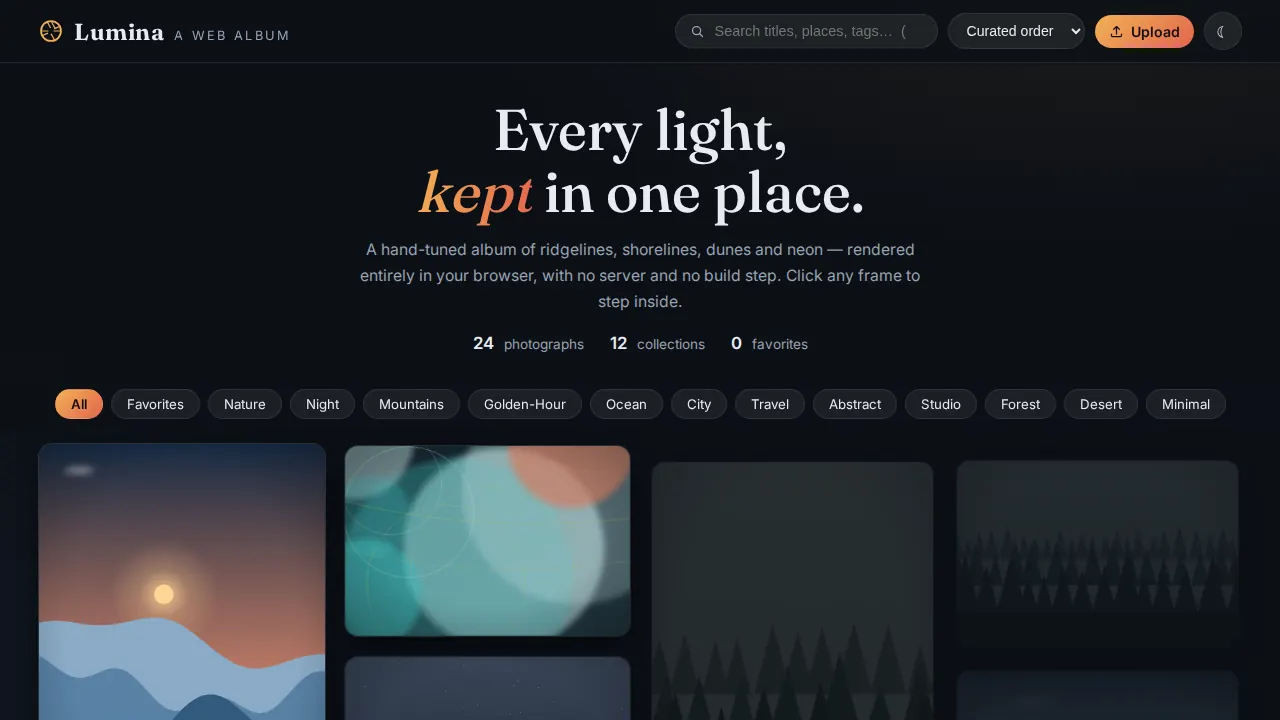 Lumina A WEB ALBUM
Search titles, places, tags… (
Curated order
Upload
Every light,
kept in one place.
A hand-tuned album of ridgelines, shorelines, dunes and neon — rendered
entirely in your browser, with no server and no build step. Click any frame to
step inside.
24 photographs 12 collections 0 favorites
All Favorites Nature Night Mountains Golden-Hour Ocean City Travel Abstract Studio Forest Desert Minimal